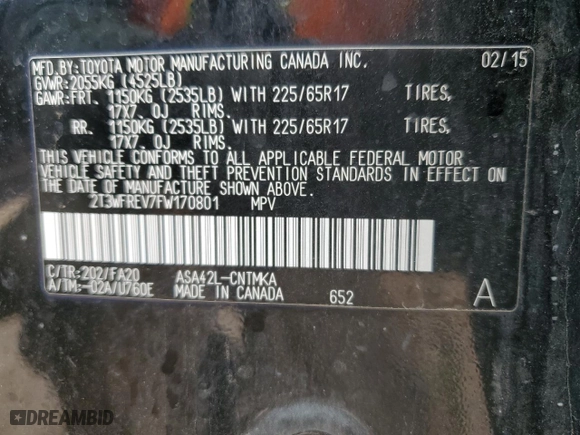 MFD.BY:TOYOTA MOTOR MANUFACTURING CANADA INC. 02/15
GVWR:2055KG (4525LB)
GAWR:FRT. 1150KG (2535LB) WITH 225/65R17 TIRES,
17X7.0J RIMS.
RR. 1150KG (2535LB) WITH 225/65R17 TIRES,
17X7.0J RIMS.
THIS VEHICLE CONFORMS TO ALL APPLICABLE FEDERAL MOTOR
VEHICLE SAFETY AND THEFT PREVENTION STANDARDS IN EFFECT ON
THE DATE OF MANUFACTURE SHOWN ABOVE.
2T3WFREV7FW170801 MPV
C/TR:202/FA20 ASA42L-CNTMKA
A/TM:-02A/U760E MADE IN CANADA 652 A
DREAMBID